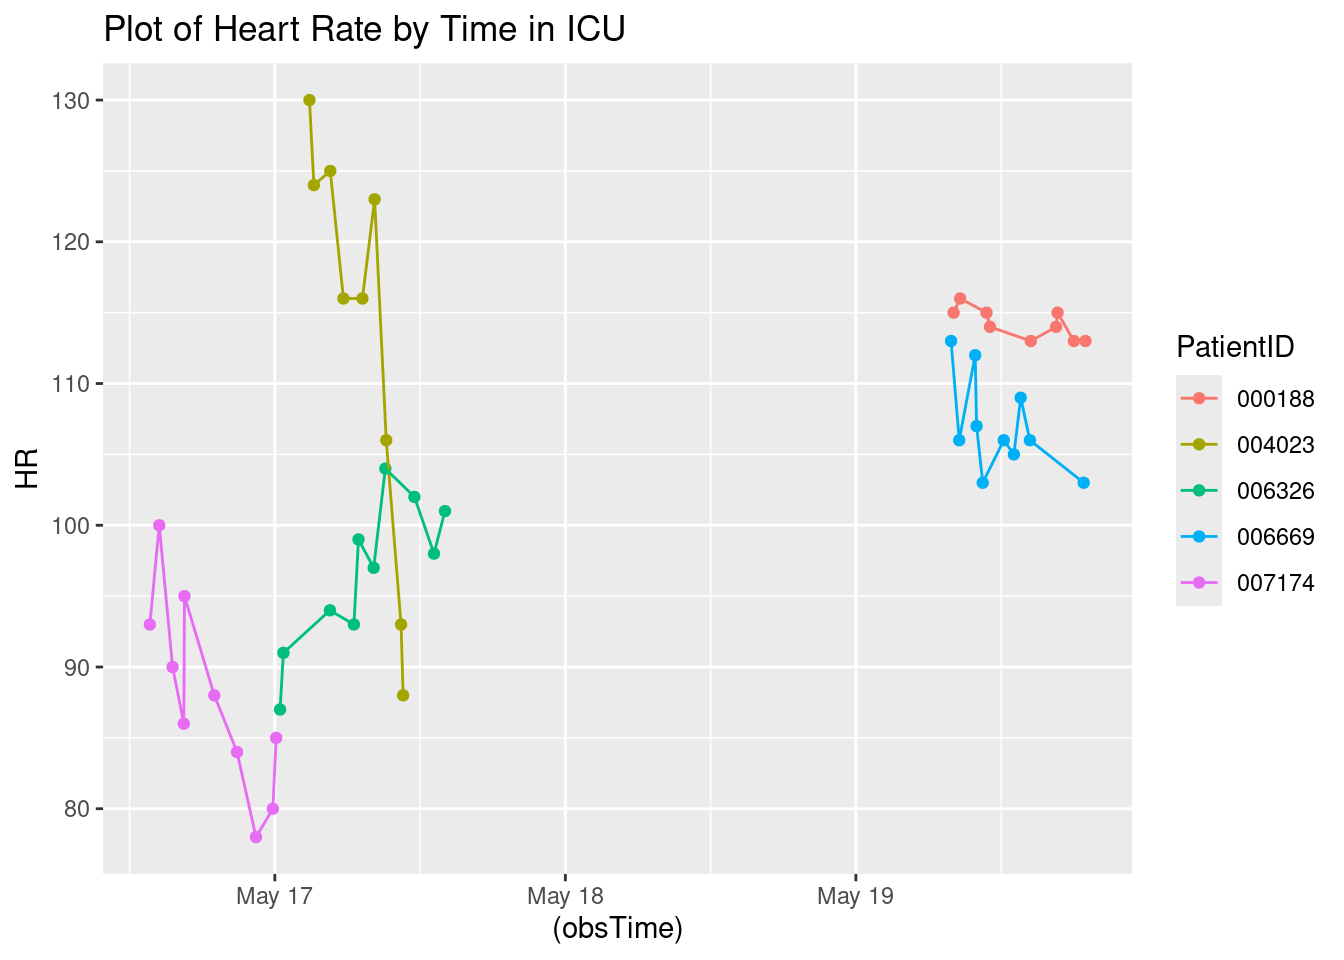 Plot of Heart Rate by Time in ICU
130
120
110
100
90
80
HR
May 17
May 18
May 19
(obsTime)
PatientID
000188
004023
006326
006669
007174